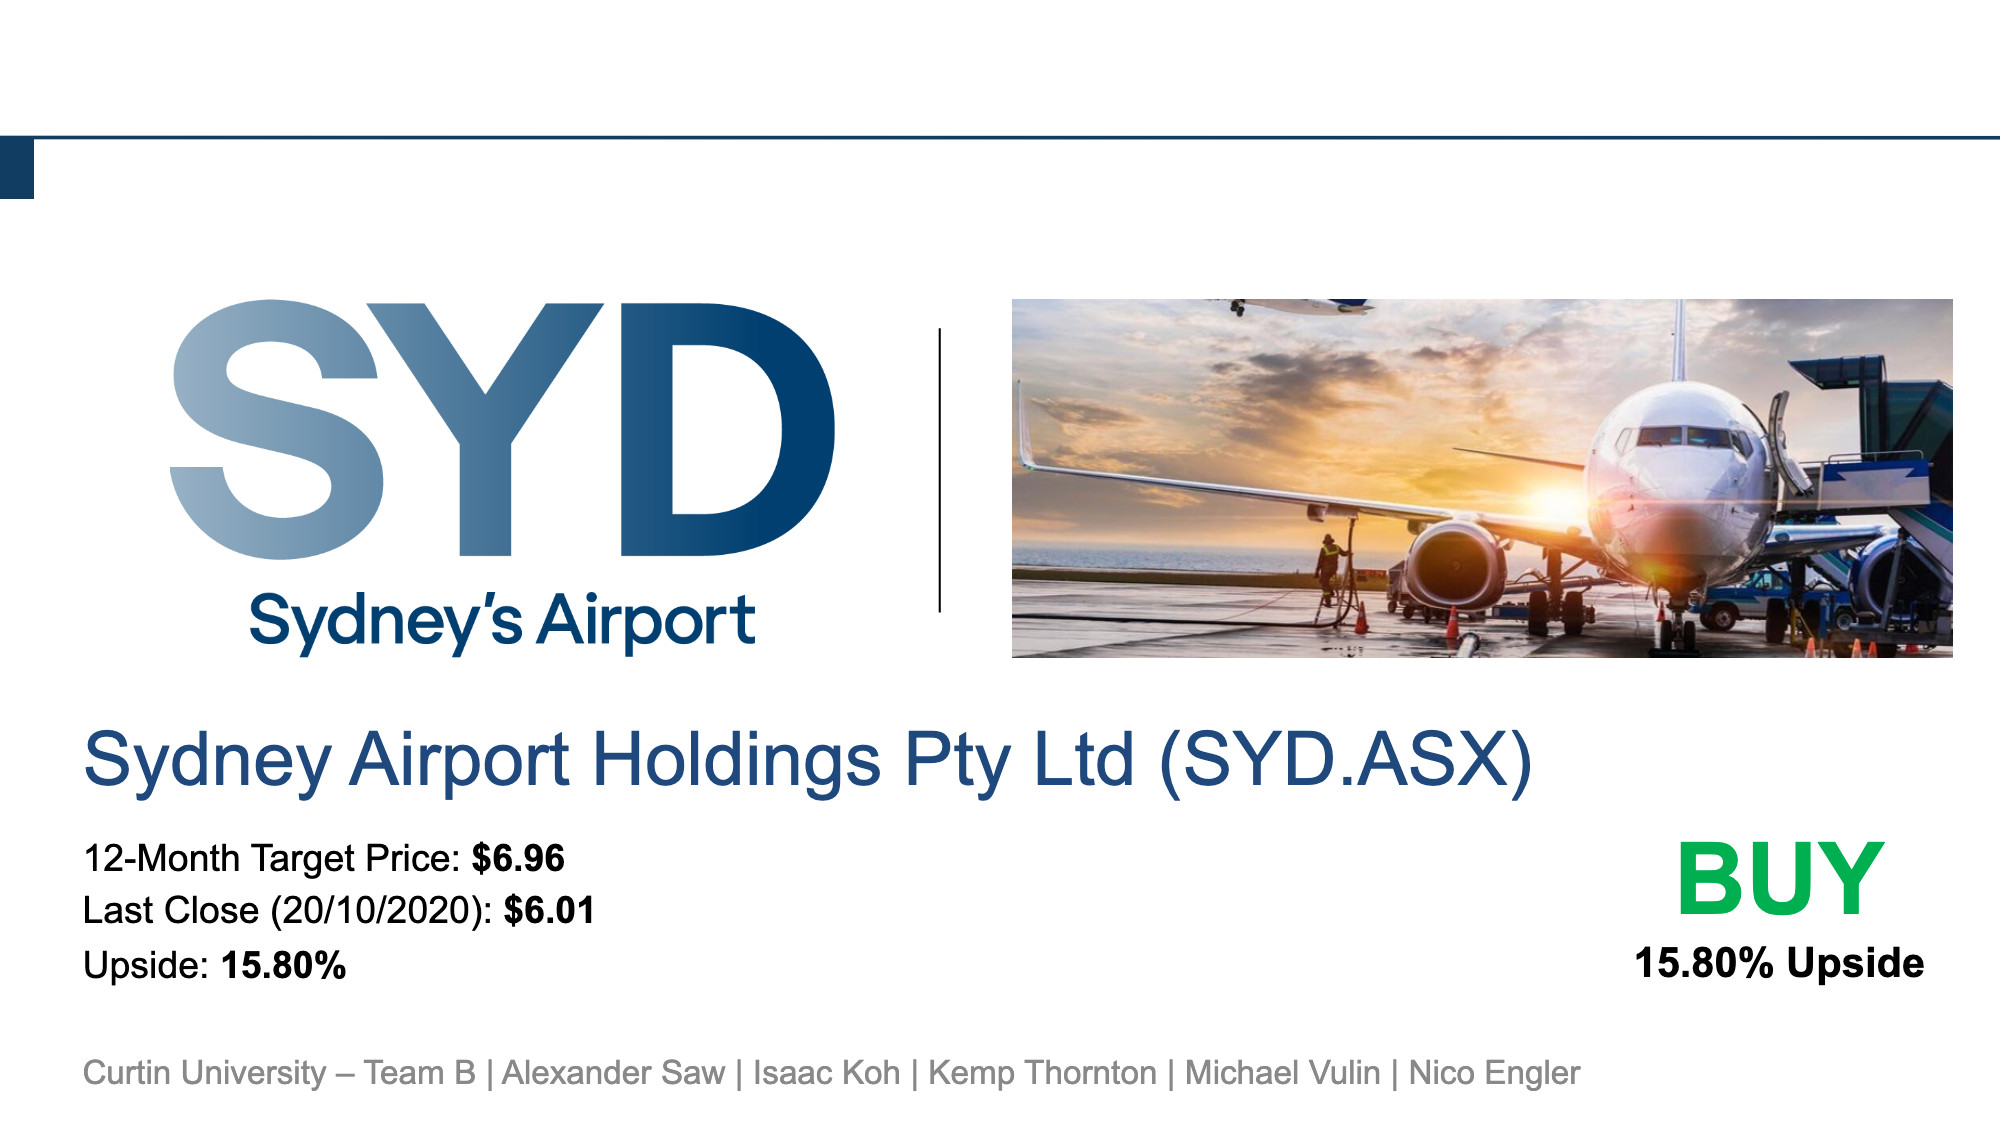 SYD
Sydney’s Airport
Sydney Airport Holdings Pty Ltd (SYD.ASX)
12-Month Target Price: $6.96
Last Close (20/10/2020): $6.01
Upside: 15.80%
BUY
15.80% Upside
Curtin University – Team B | Alexander Saw | Isaac Koh | Kemp Thornton | Michael Vulin | Nico Engler